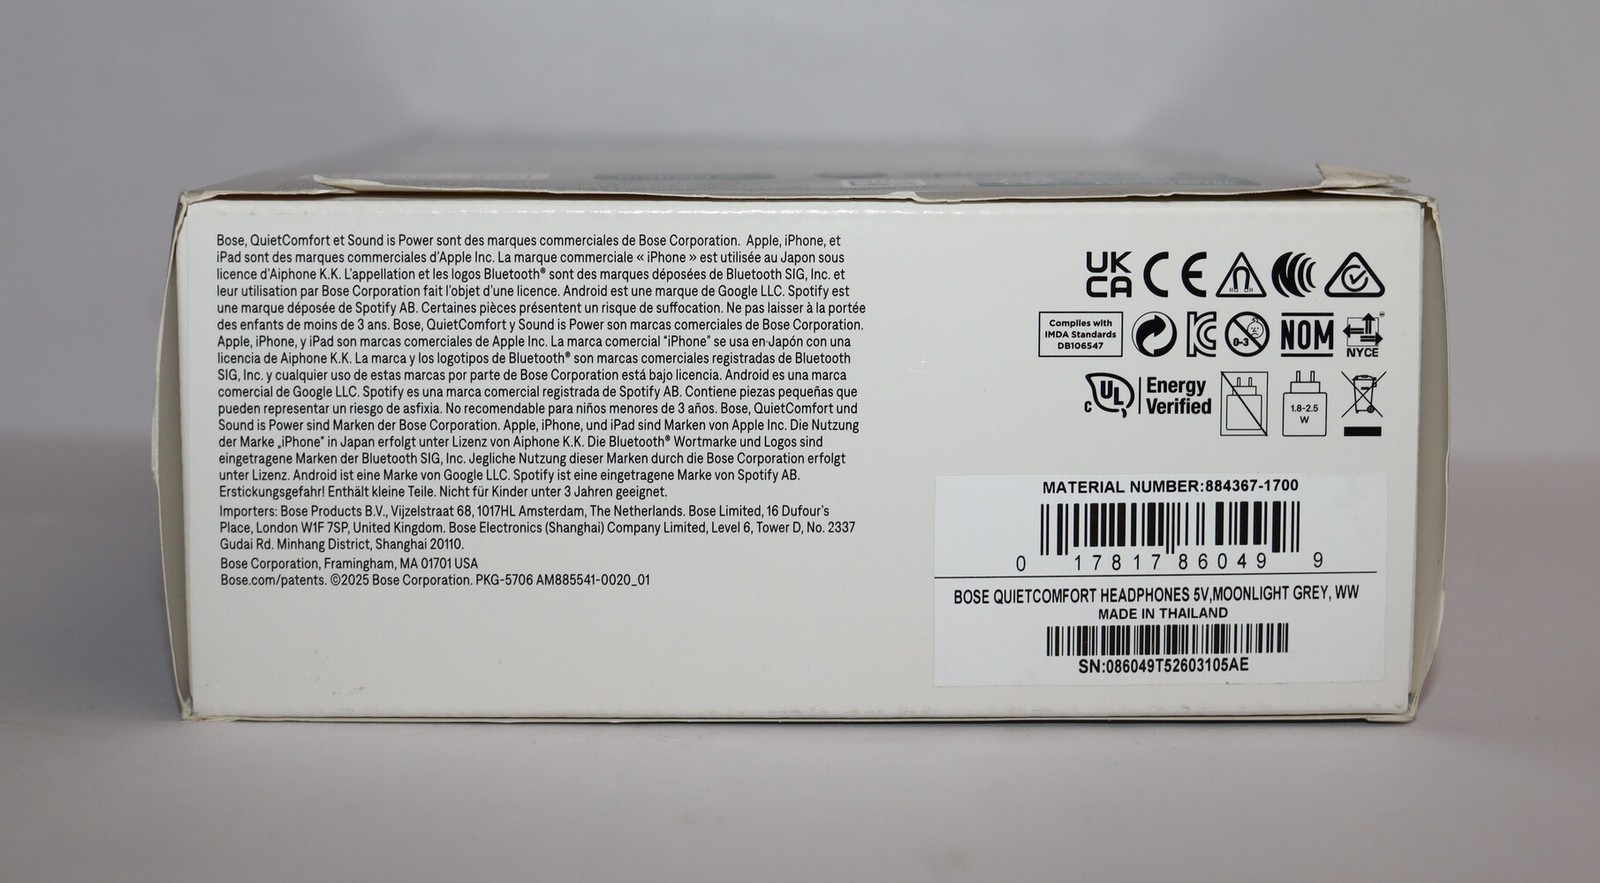 Bose, QuietComfort et Sound is Power sont des marques commerciales de Bose Corporation. Apple, iPhone, et
iPad sont des marques commerciales d'Apple Inc. La marque commerciale « iPhone » est utilisée au Japon sous
licence d'Aiphone K.K. L'appellation et les logos Bluetooth® sont des marques déposées de Bluetooth SIG, Inc. et
leur utilisation par Bose Corporation fait l'objet d'une licence. Android est une marque de Google LLC. Spotify est
une marque déposée de Spotify AB. Certaines pièces présentent un risque de suffocation. Ne pas laisser à la portée
des enfants de moins de 3 ans. Bose, QuietComfort y Sound is Power son marcas comerciales de Bose Corporation.
Apple, iPhone, y iPad son marcas comerciales de Apple Inc. La marca comercial "iPhone" se usa en Japón con una
licencia de Aiphone K.K. La marca y los logotipos de Bluetooth® son marcas comerciales registradas de Bluetooth
SIG, Inc. y cualquier uso de estas marcas por parte de Bose Corporation está bajo licencia. Android es una marca
comercial de Google LLC. Spotify es una marca comercial registrada de Spotify AB. Contiene piezas pequeñas que
pueden representar un riesgo de asfixia. No recomendable para niños menores de 3 años. Bose, QuietComfort und
Sound is Power sind Marken der Bose Corporation. Apple, iPhone, und iPad sind Marken von Apple Inc. Die Nutzung
der Marke „iPhone" in Japan erfolgt unter Lizenz von Aiphone K.K. Die Bluetooth® Wortmarke und Logos sind
eingetragene Marken der Bluetooth SIG, Inc. Jegliche Nutzung dieser Marken durch die Bose Corporation erfolgt
unter Lizenz. Android ist eine Marke von Google LLC. Spotify ist eine eingetragene Marke von Spotify AB.
Erstickungsgefahr! Enthält kleine Teile. Nicht für Kinder unter 3 Jahren geeignet.
Importers: Bose Products B.V., Vijzelstraat 68, 1017HL Amsterdam, The Netherlands. Bose Limited, 16 Dufour's
Place, London W1F 7SP, United Kingdom. Bose Electronics (Shanghai) Company Limited, Level 6, Tower D, No. 2337
Gudai Rd. Minhang District, Shanghai 20110.
Bose Corporation, Framingham, MA 01701 USA
Bose.com/patents. ©2025 Bose Corporation. PKG-5706 AM885541-0020_01
UK
CA CE
Complies with
IMDA Standards
DB106547
0-3
NOM
NYCE
c UL
Energy
Verified
1.8-2.5
W
MATERIAL NUMBER:884367-1700
0 17817 86049 9
BOSE QUIETCOMFORT HEADPHONES 5V,MOONLIGHT GREY, WW
MADE IN THAILAND
SN:086049T52603105AE